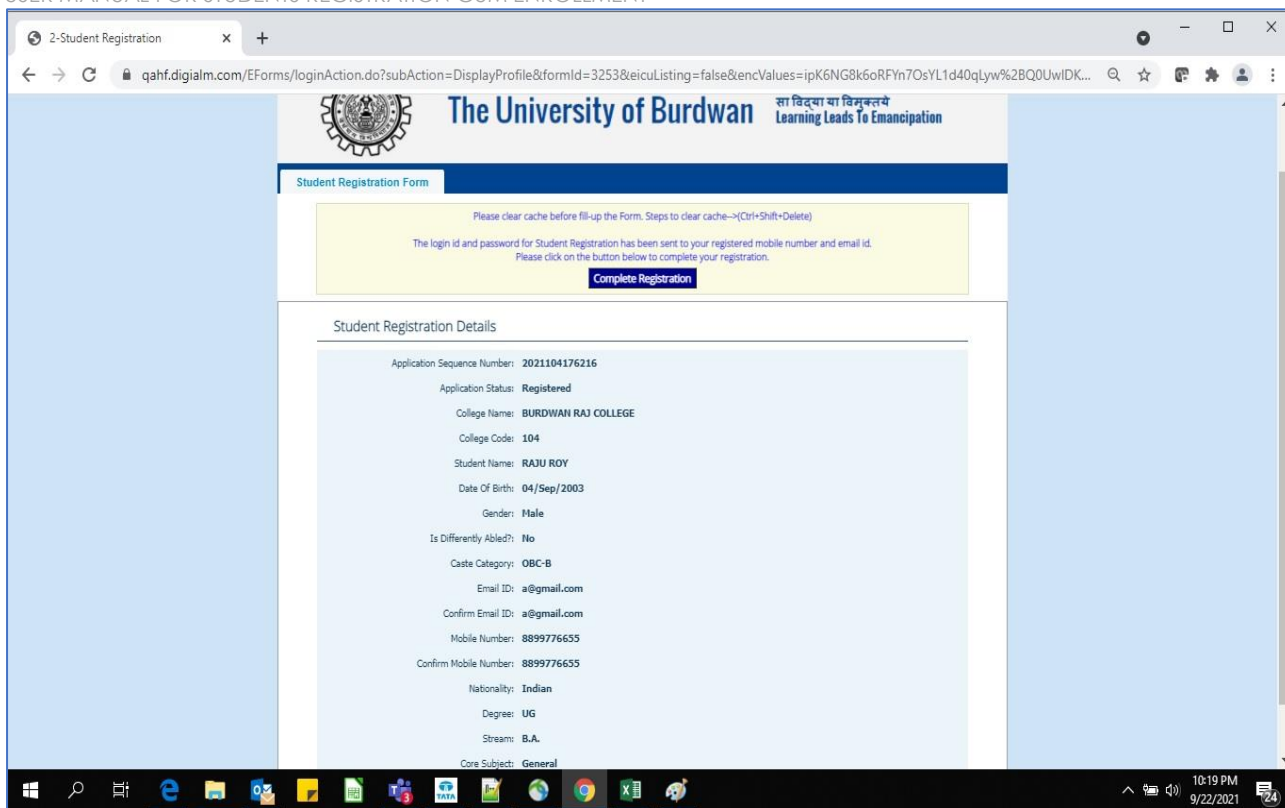 USER MANUAL FOR STUDENTS REGISTRATION CUM ENROLLMENT
2-Student Registration
qahf.digialm.com/EForms/loginAction.do?subAction=DisplayProfile&formId=3253&eicuListing=false&encValues=ipK6NG8k6oRFYn7OsYL1d40qLyw%2BQ0UwIDK...
The University of Burdwan
सा विद्या या विमुक्तये
Learning Leads To Emancipation
Student Registration Form
Please clear cache before fill-up the Form. Steps to clear cache-->(Ctrl+Shift+Delete)
The login id and password for Student Registration has been sent to your registered mobile number and email id.
Please click on the button below to complete your registration.
Complete Registration
Student Registration Details
Application Sequence Number: 2021104176216
Application Status: Registered
College Name: BURDWAN RAJ COLLEGE
College Code: 104
Student Name: RAJU ROY
Date Of Birth: 04/Sep/2003
Gender: Male
Is Differently Abled?: No
Caste Category: OBC-B
Email ID: a@gmail.com
Confirm Email ID: a@gmail.com
Mobile Number: 8899776655
Confirm Mobile Number: 8899776655
Nationality: Indian
Degree: UG
Stream: B.A.
Core Subject: General
TATA
10:19 PM
9/22/2021
24